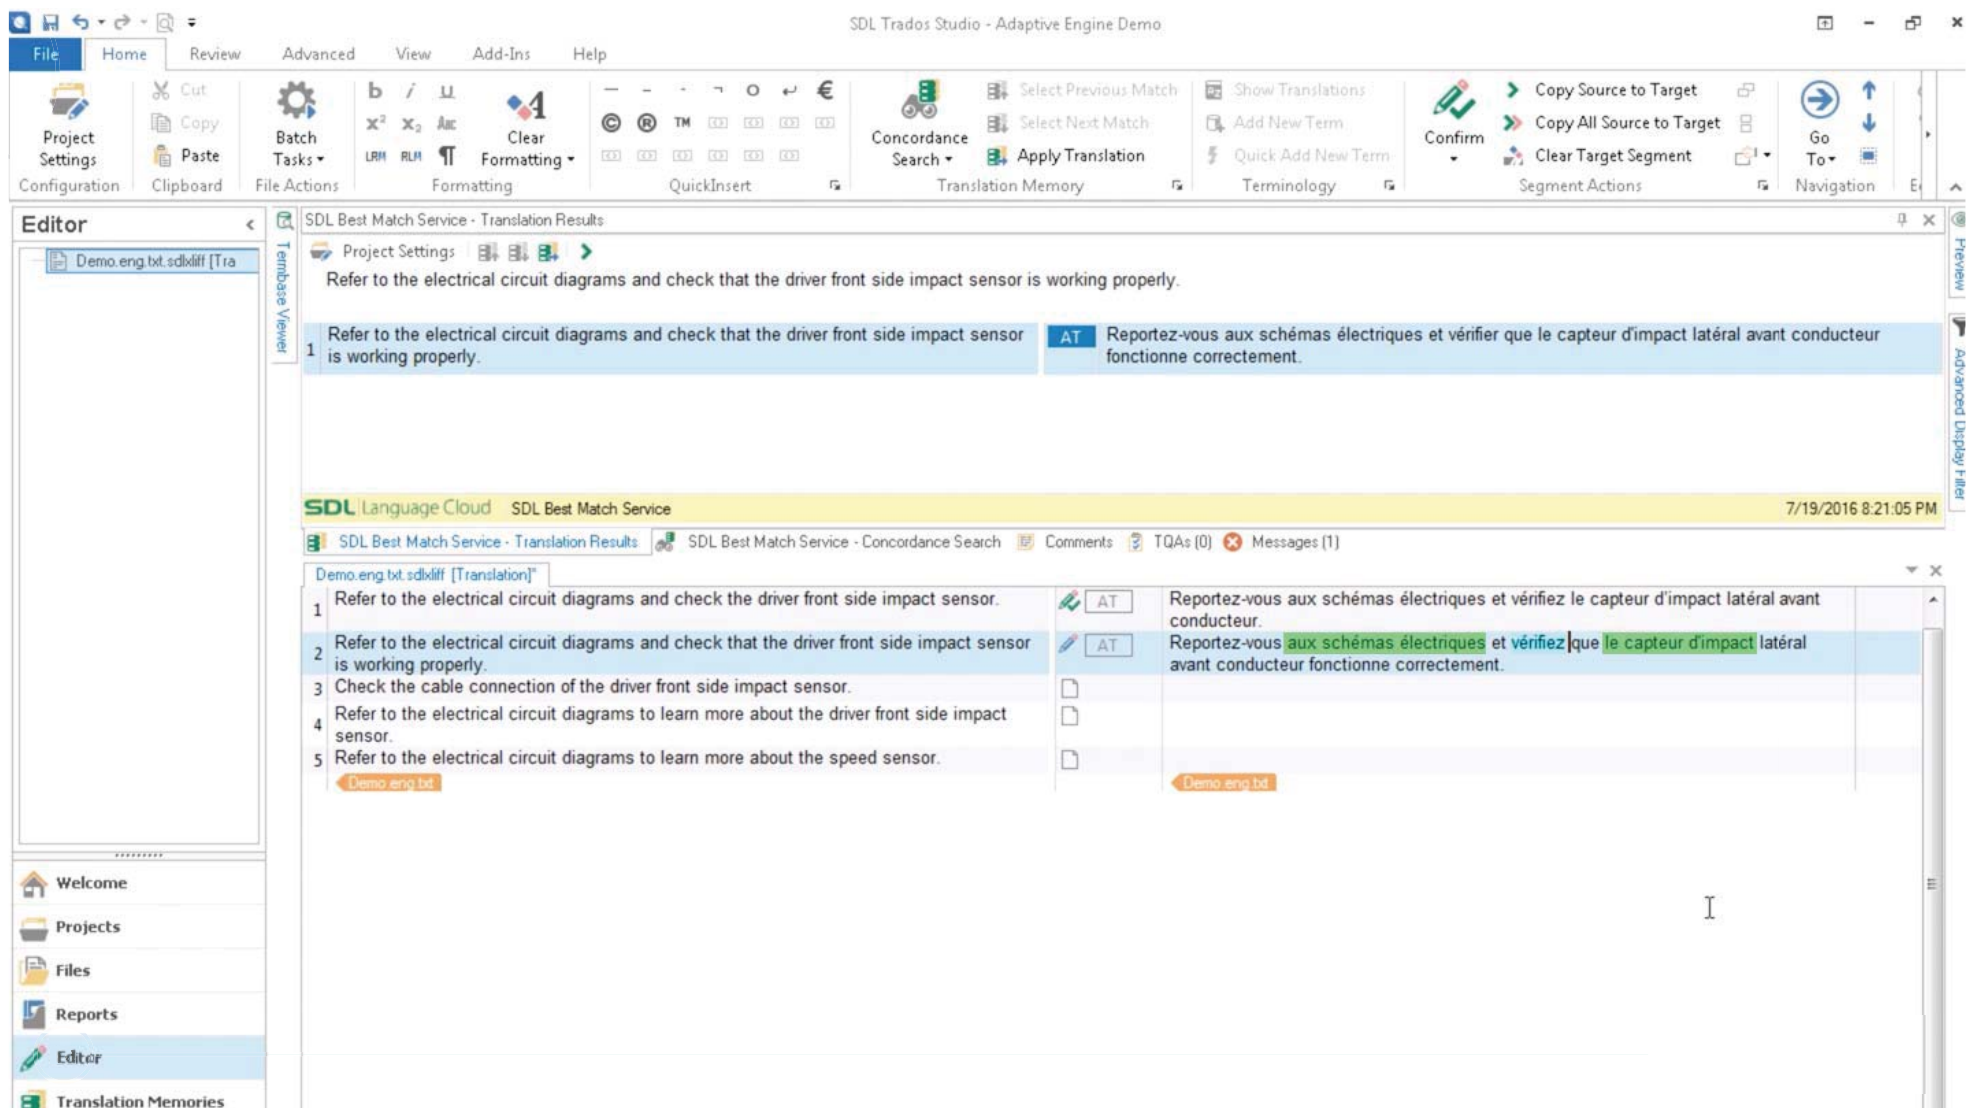 SDL Trados Studio - Adaptive Engine Demo
File Home Review Advanced View Add-Ins Help
Project Settings
Cut
Copy
Paste
Batch Tasks
b i u
x² x₂ ABC
LRM RLM ¶
Clear Formatting
— – - ¬ O ↵ €
© ® TM
Concordance Search
Select Previous Match
Select Next Match
Apply Translation
Show Translations
Add New Term
Quick Add New Term
Confirm
Copy Source to Target
Copy All Source to Target
Clear Target Segment
Go To
Configuration Clipboard File Actions Formatting QuickInsert Translation Memory Terminology Segment Actions Navigation
Editor
Demo.eng.txt.sdlxliff [Tra
Termbase Viewer
SDL Best Match Service - Translation Results
Project Settings
Refer to the electrical circuit diagrams and check that the driver front side impact sensor is working properly.
1 Refer to the electrical circuit diagrams and check that the driver front side impact sensor
is working properly.
AT Reportez-vous aux schémas électriques et vérifier que le capteur d'impact latéral avant conducteur
fonctionne correctement.
SDL Language Cloud SDL Best Match Service 7/19/2016 8:21:05 PM
SDL Best Match Service - Translation Results SDL Best Match Service - Concordance Search Comments TQAs (0) Messages (1)
Demo.eng.txt.sdlxliff [Translation]*
1 Refer to the electrical circuit diagrams and check the driver front side impact sensor.
AT Reportez-vous aux schémas électriques et vérifiez le capteur d'impact latéral avant
conducteur.
2 Refer to the electrical circuit diagrams and check that the driver front side impact sensor
is working properly.
AT Reportez-vous aux schémas électriques et vérifiez que le capteur d'impact latéral
avant conducteur fonctionne correctement.
3 Check the cable connection of the driver front side impact sensor.
4 Refer to the electrical circuit diagrams to learn more about the driver front side impact
sensor.
5 Refer to the electrical circuit diagrams to learn more about the speed sensor.
Demo.eng.txt Demo.eng.txt
Preview
Advanced Display Filter
Welcome
Projects
Files
Reports
Editor
Translation Memories